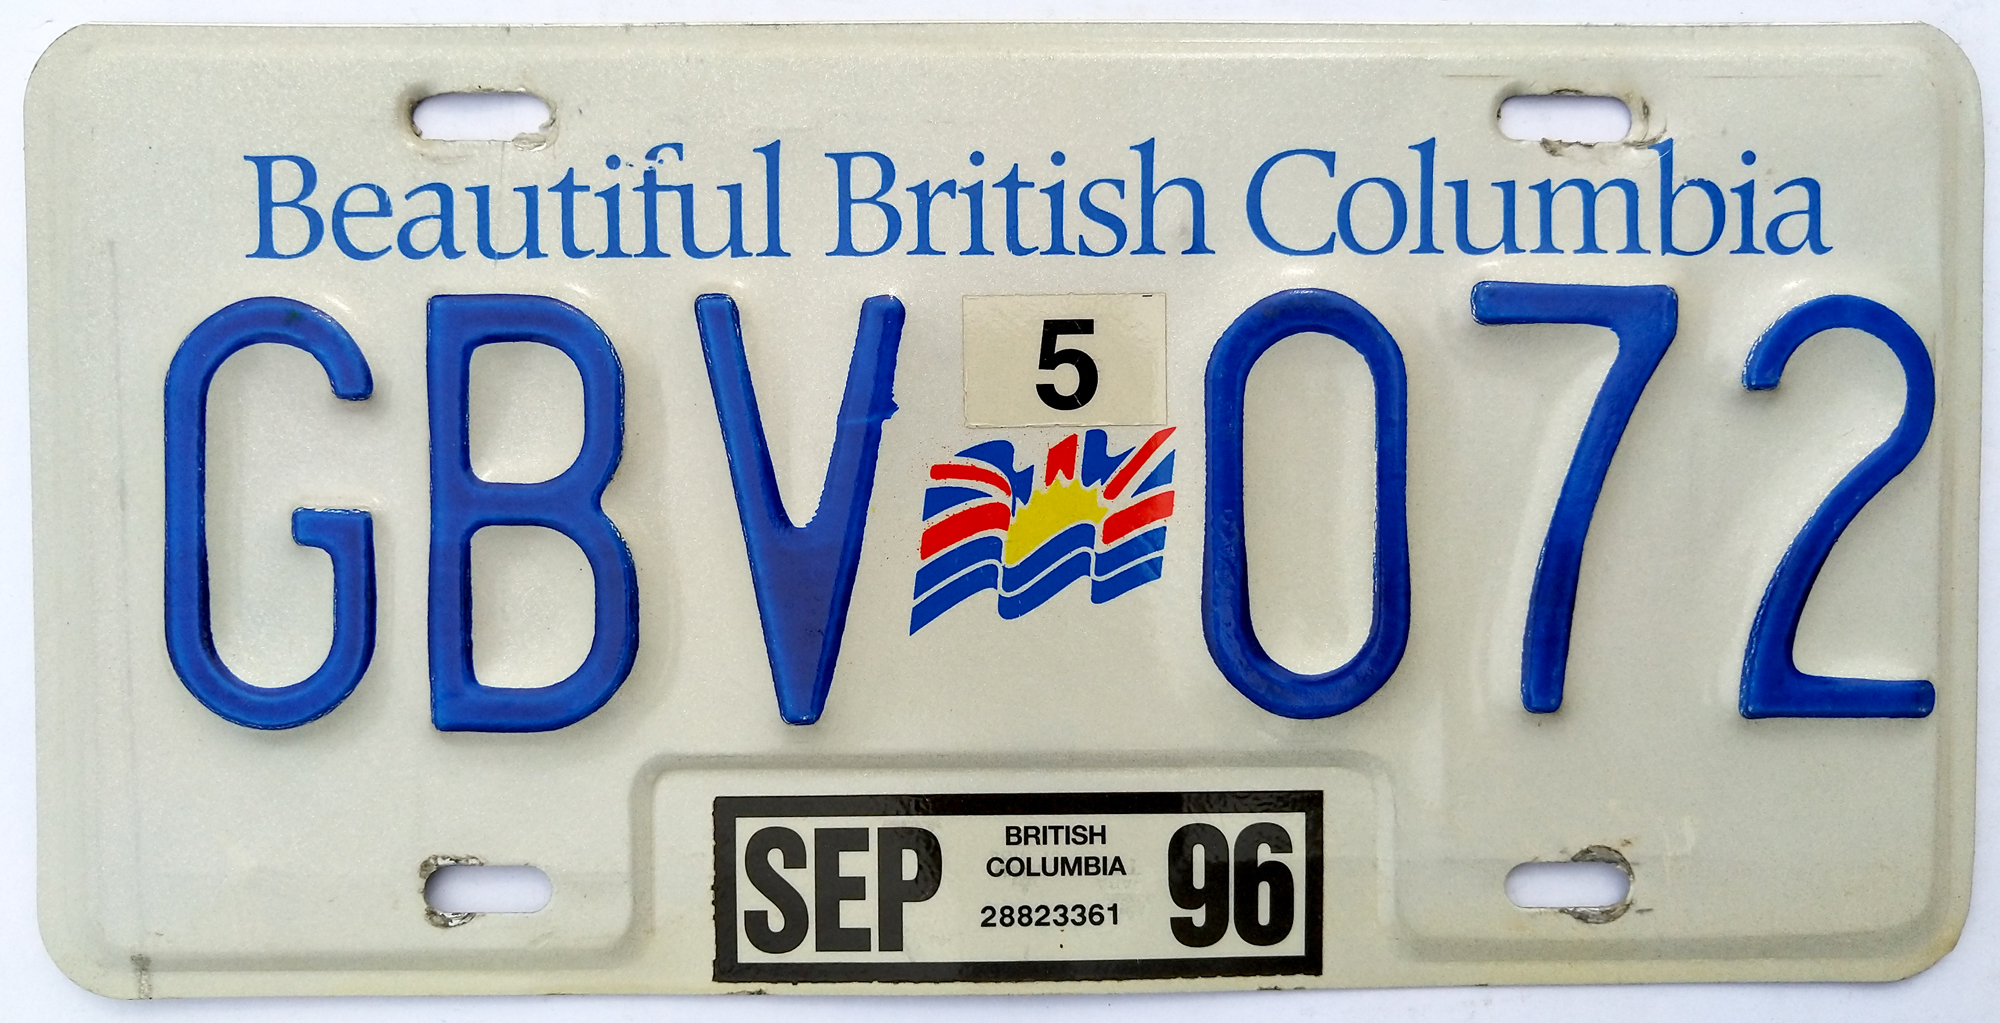 Beautiful British Columbia
GBV 072
5
SEP BRITISH COLUMBIA 96
28823361